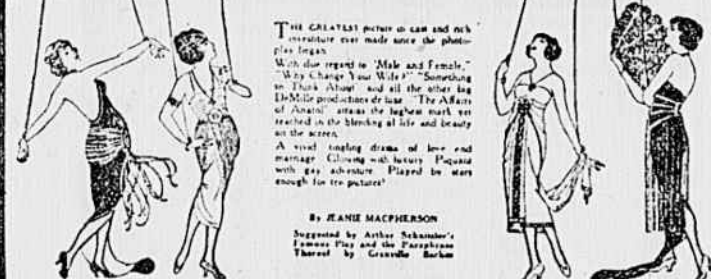 THE GREATEST picture in cast and rich
investiture ever made since the photo-
play began.
With due regard to "Male and Female,"
"Why Change Your Wife?" "Something
to Think About" and all the other big
DeMille productions de luxe "The Affairs
of Anatol" attains the highest mark yet
reached in the blending of life and beauty
on the screen.
A vivid tingling drama of love and
marriage Glowing with luxury Piquant
with gay adventure Played by stars
enough for ten pictures!
By JEANIE MACPHERSON
Suggested by Arthur Schnitzler's
Famous Play and the Paraphrase
Thereof by Granville Barker